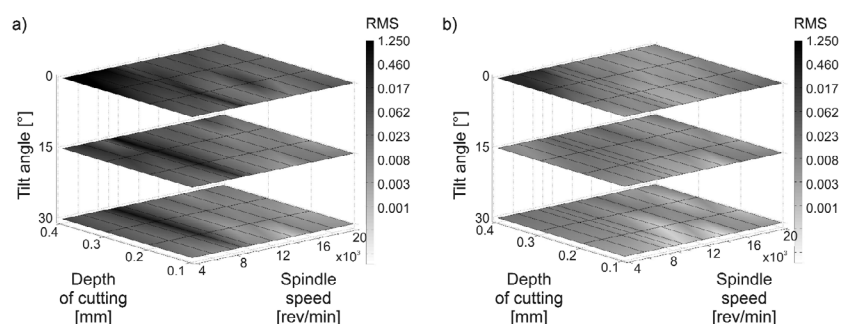 a)
RMS
1.250
0.460
0.017
0.062
0.023
0.008
0.003
0.001
Tilt angle [°]
0
15
30
0.4
0.3
0.2
0.1
4
8
12
16
20
×10³
Depth
of cutting
[mm]
Spindle
speed
[rev/min]
b)
RMS
1.250
0.460
0.017
0.062
0.023
0.008
0.003
0.001
Tilt angle [°]
0
15
30
0.4
0.3
0.2
0.1
4
8
12
16
20
×10³
Depth
of cutting
[mm]
Spindle
speed
[rev/min]